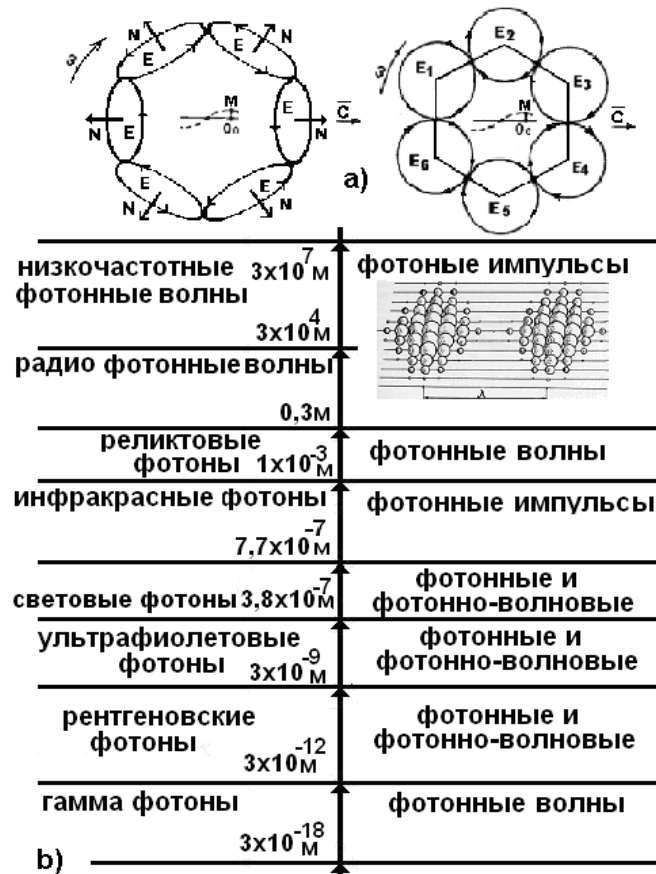 N N E2
ω N E E N ω E1 E3
E E M
N E M E N C̅ O₀ C̅
O₀
E E E6 E4
N N a) E5
низкочастотные 3x10⁷м фотоные импульсы
фотонные волны
3x10⁴м
радио фотонные волны
0,3м λ
реликтовые
фотоны 1x10⁻³м фотонные волны
инфракрасные фотоны фотонные импульсы
7,7x10⁻⁷м
световые фотоны 3,8x10⁻⁷м фотонные и
фотонно-волновые
ультрафиолетовые фотонные и
фотоны 3x10⁻⁹м фотонно-волновые
рентгеновские фотонные и
фотоны фотонно-волновые
3x10⁻¹²м
гамма фотоны фотонные волны
3x10⁻¹⁸м
b)